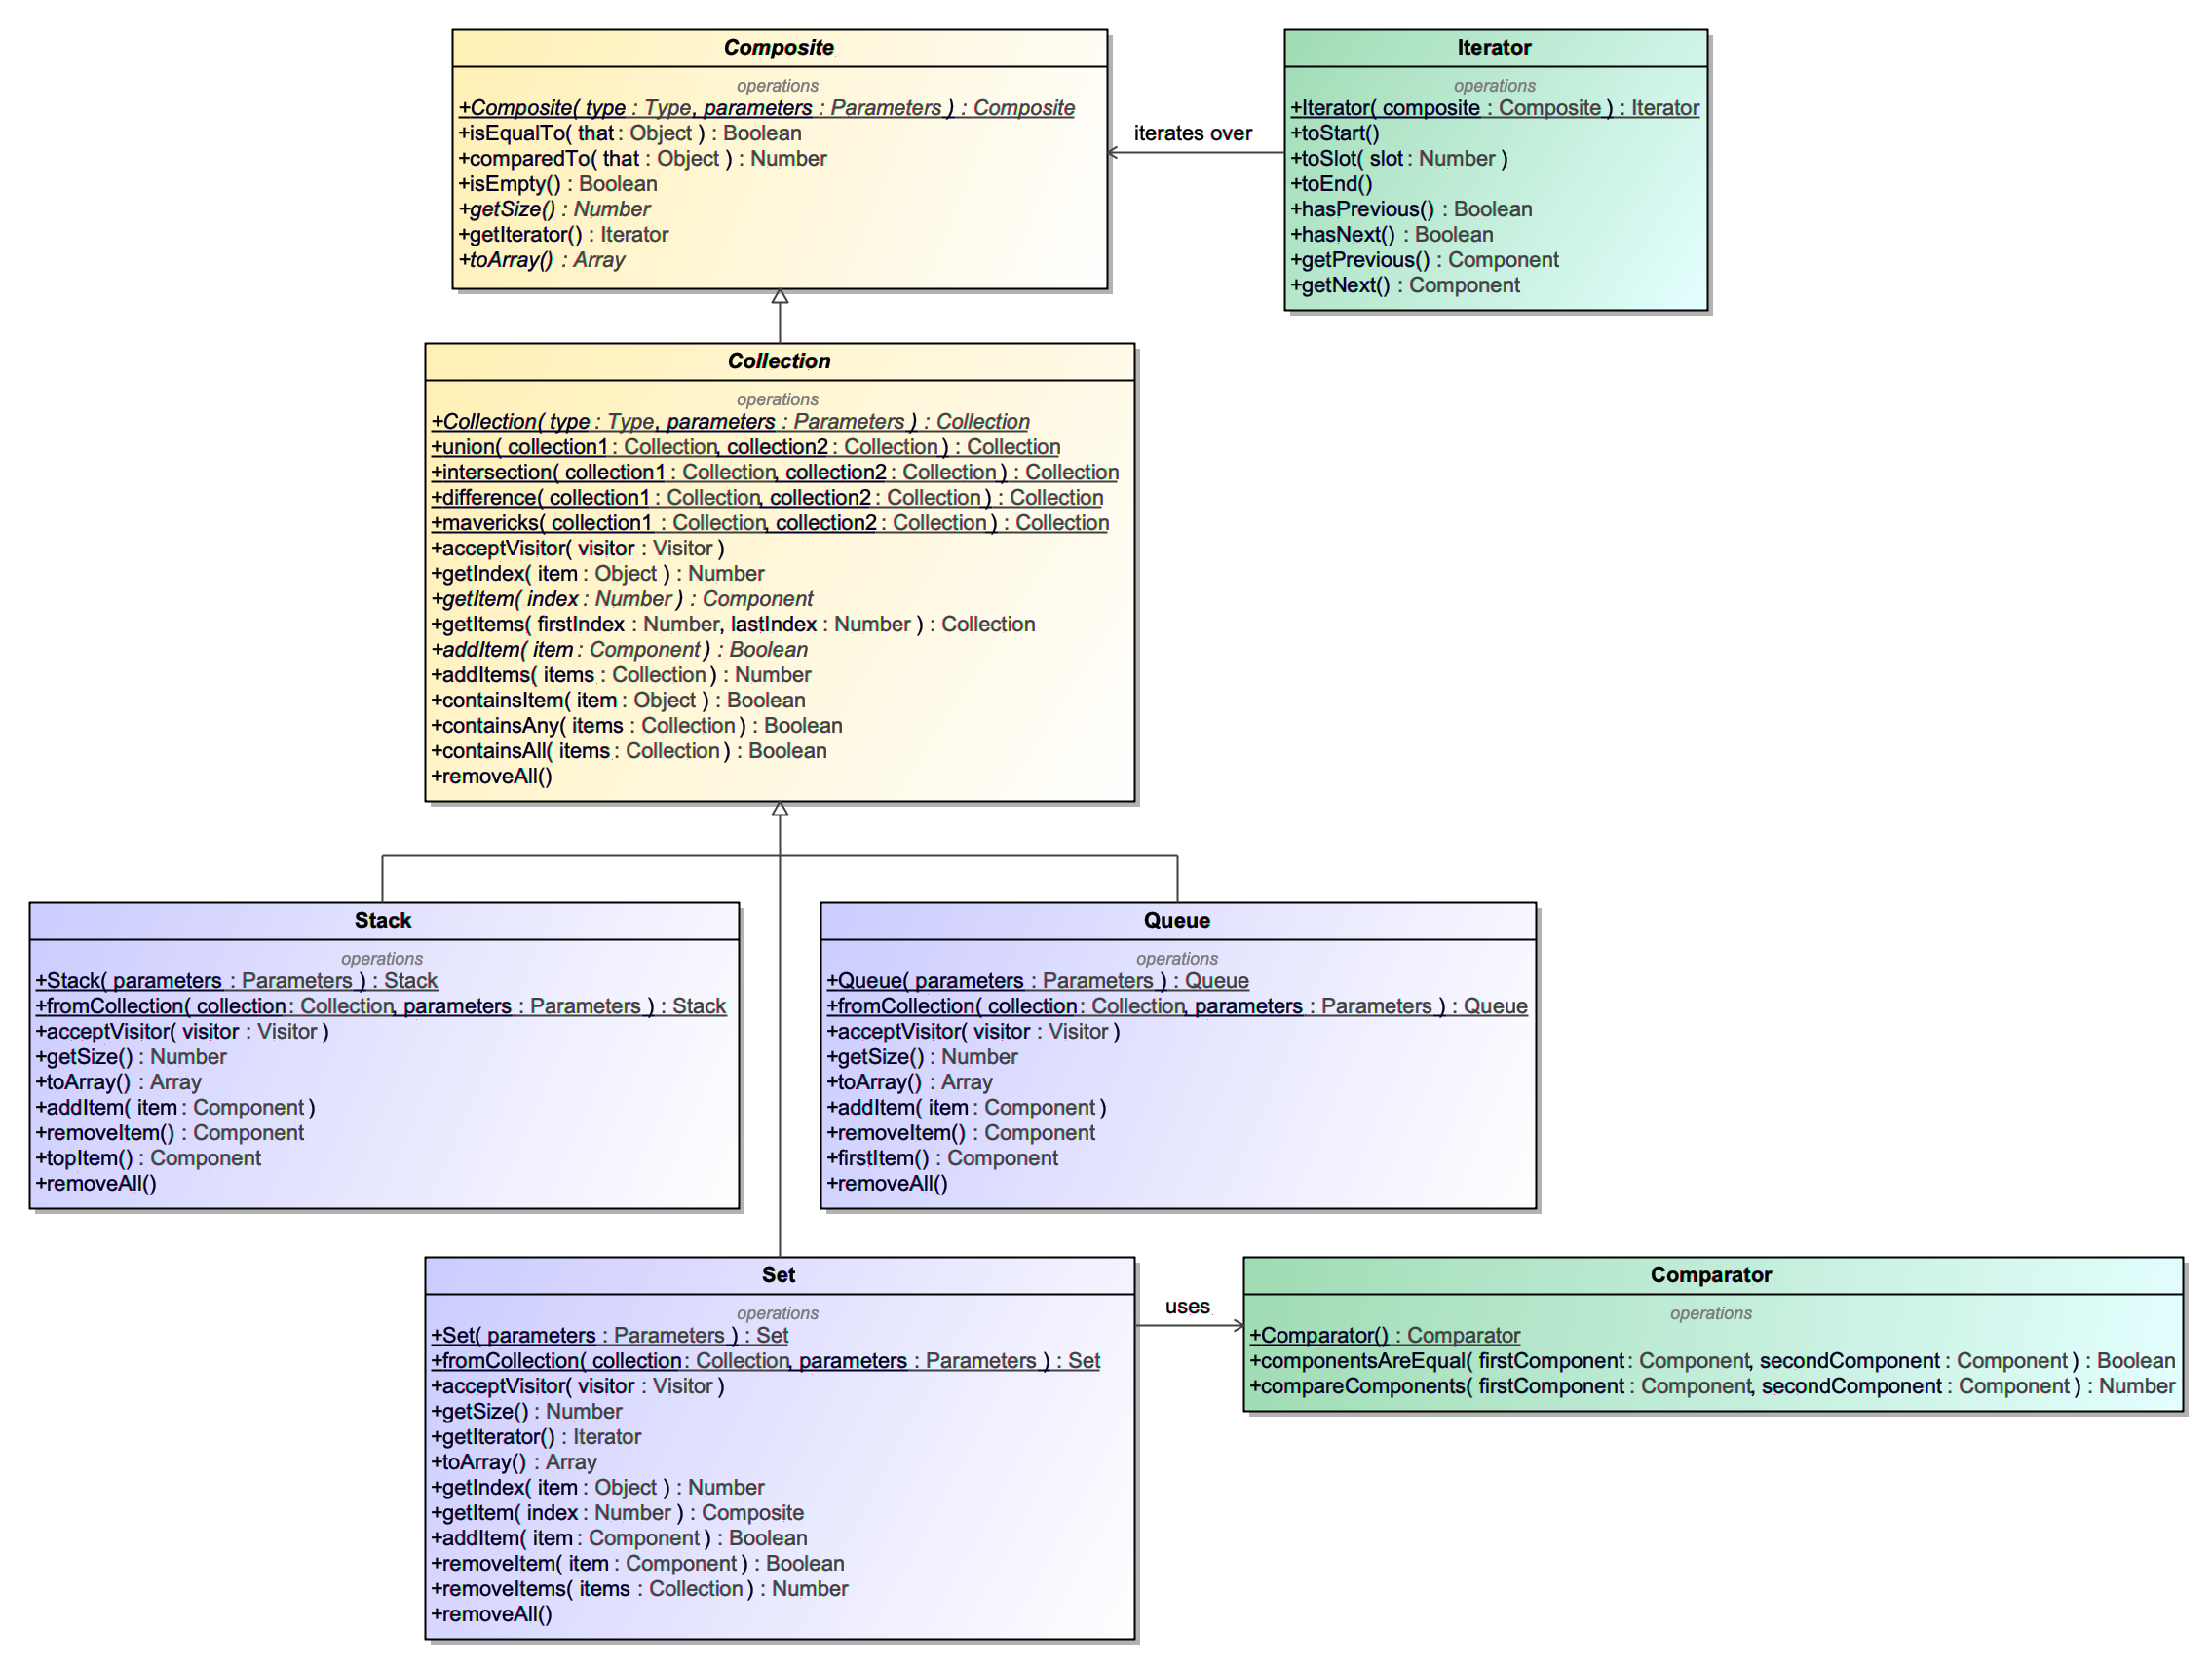 Composite
operations
+Composite( type : Type, parameters : Parameters ) : Composite
+isEqualTo( that : Object ) : Boolean
+comparedTo( that : Object ) : Number
+isEmpty() : Boolean
+getSize() : Number
+getIterator() : Iterator
+toArray() : Array
iterates over
Iterator
operations
+Iterator( composite : Composite ) : Iterator
+toStart()
+toSlot( slot : Number )
+toEnd()
+hasPrevious() : Boolean
+hasNext() : Boolean
+getPrevious() : Component
+getNext() : Component
Collection
operations
+Collection( type : Type, parameters : Parameters ) : Collection
+union( collection1 : Collection, collection2 : Collection ) : Collection
+intersection( collection1 : Collection, collection2 : Collection ) : Collection
+difference( collection1 : Collection, collection2 : Collection ) : Collection
+mavericks( collection1 : Collection, collection2 : Collection ) : Collection
+acceptVisitor( visitor : Visitor )
+getIndex( item : Object ) : Number
+getItem( index : Number ) : Component
+getItems( firstIndex : Number, lastIndex : Number ) : Collection
+addItem( item : Component ) : Boolean
+addItems( items : Collection ) : Number
+containsItem( item : Object ) : Boolean
+containsAny( items : Collection ) : Boolean
+containsAll( items : Collection ) : Boolean
+removeAll()
Stack
operations
+Stack( parameters : Parameters ) : Stack
+fromCollection( collection : Collection, parameters : Parameters ) : Stack
+acceptVisitor( visitor : Visitor )
+getSize() : Number
+toArray() : Array
+addItem( item : Component )
+removeItem() : Component
+topItem() : Component
+removeAll()
Queue
operations
+Queue( parameters : Parameters ) : Queue
+fromCollection( collection : Collection, parameters : Parameters ) : Queue
+acceptVisitor( visitor : Visitor )
+getSize() : Number
+toArray() : Array
+addItem( item : Component )
+removeItem() : Component
+firstItem() : Component
+removeAll()
Set
operations
+Set( parameters : Parameters ) : Set
+fromCollection( collection : Collection, parameters : Parameters ) : Set
+acceptVisitor( visitor : Visitor )
+getSize() : Number
+getIterator() : Iterator
+toArray() : Array
+getIndex( item : Object ) : Number
+getItem( index : Number ) : Composite
+addItem( item : Component ) : Boolean
+removeItem( item : Component ) : Boolean
+removeItems( items : Collection ) : Number
+removeAll()
uses
Comparator
operations
+Comparator() : Comparator
+componentsAreEqual( firstComponent : Component, secondComponent : Component ) : Boolean
+compareComponents( firstComponent : Component, secondComponent : Component ) : Number